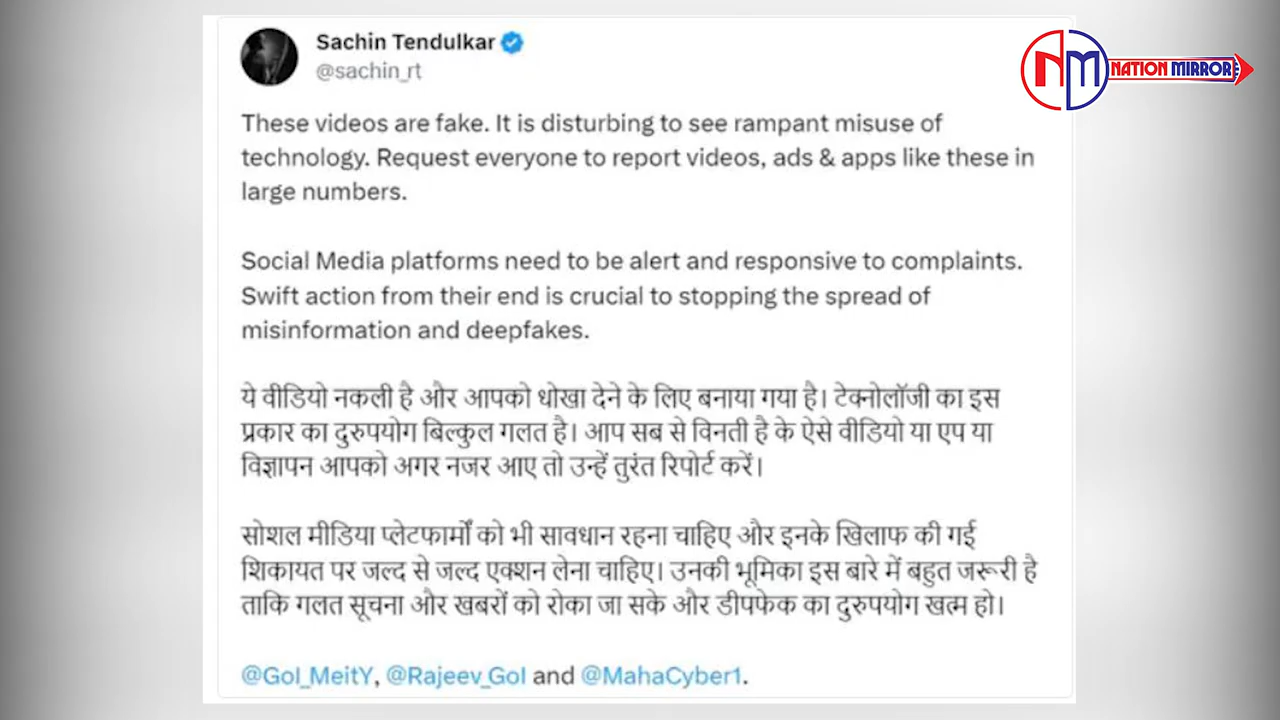 Sachin Tendulkar
@sachin_rt
NM NATION MIRROR
These videos are fake. It is disturbing to see rampant misuse of
technology. Request everyone to report videos, ads & apps like these in
large numbers.
Social Media platforms need to be alert and responsive to complaints.
Swift action from their end is crucial to stopping the spread of
misinformation and deepfakes.
ये वीडियो नकली है और आपको धोखा देने के लिए बनाया गया है। टेक्नोलॉजी का इस
प्रकार का दुरुपयोग बिल्कुल गलत है। आप सब से विनती है के ऐसे वीडियो या एप या
विज्ञापन आपको अगर नजर आए तो उन्हें तुरंत रिपोर्ट करें।
सोशल मीडिया प्लेटफार्मों को भी सावधान रहना चाहिए और इनके खिलाफ की गई
शिकायत पर जल्द से जल्द एक्शन लेना चाहिए। उनकी भूमिका इस बारे में बहुत जरूरी है
ताकि गलत सूचना और खबरों को रोका जा सके और डीपफेक का दुरुपयोग खत्म हो।
@GoI_MeitY, @Rajeev_GoI and @MahaCyber1.